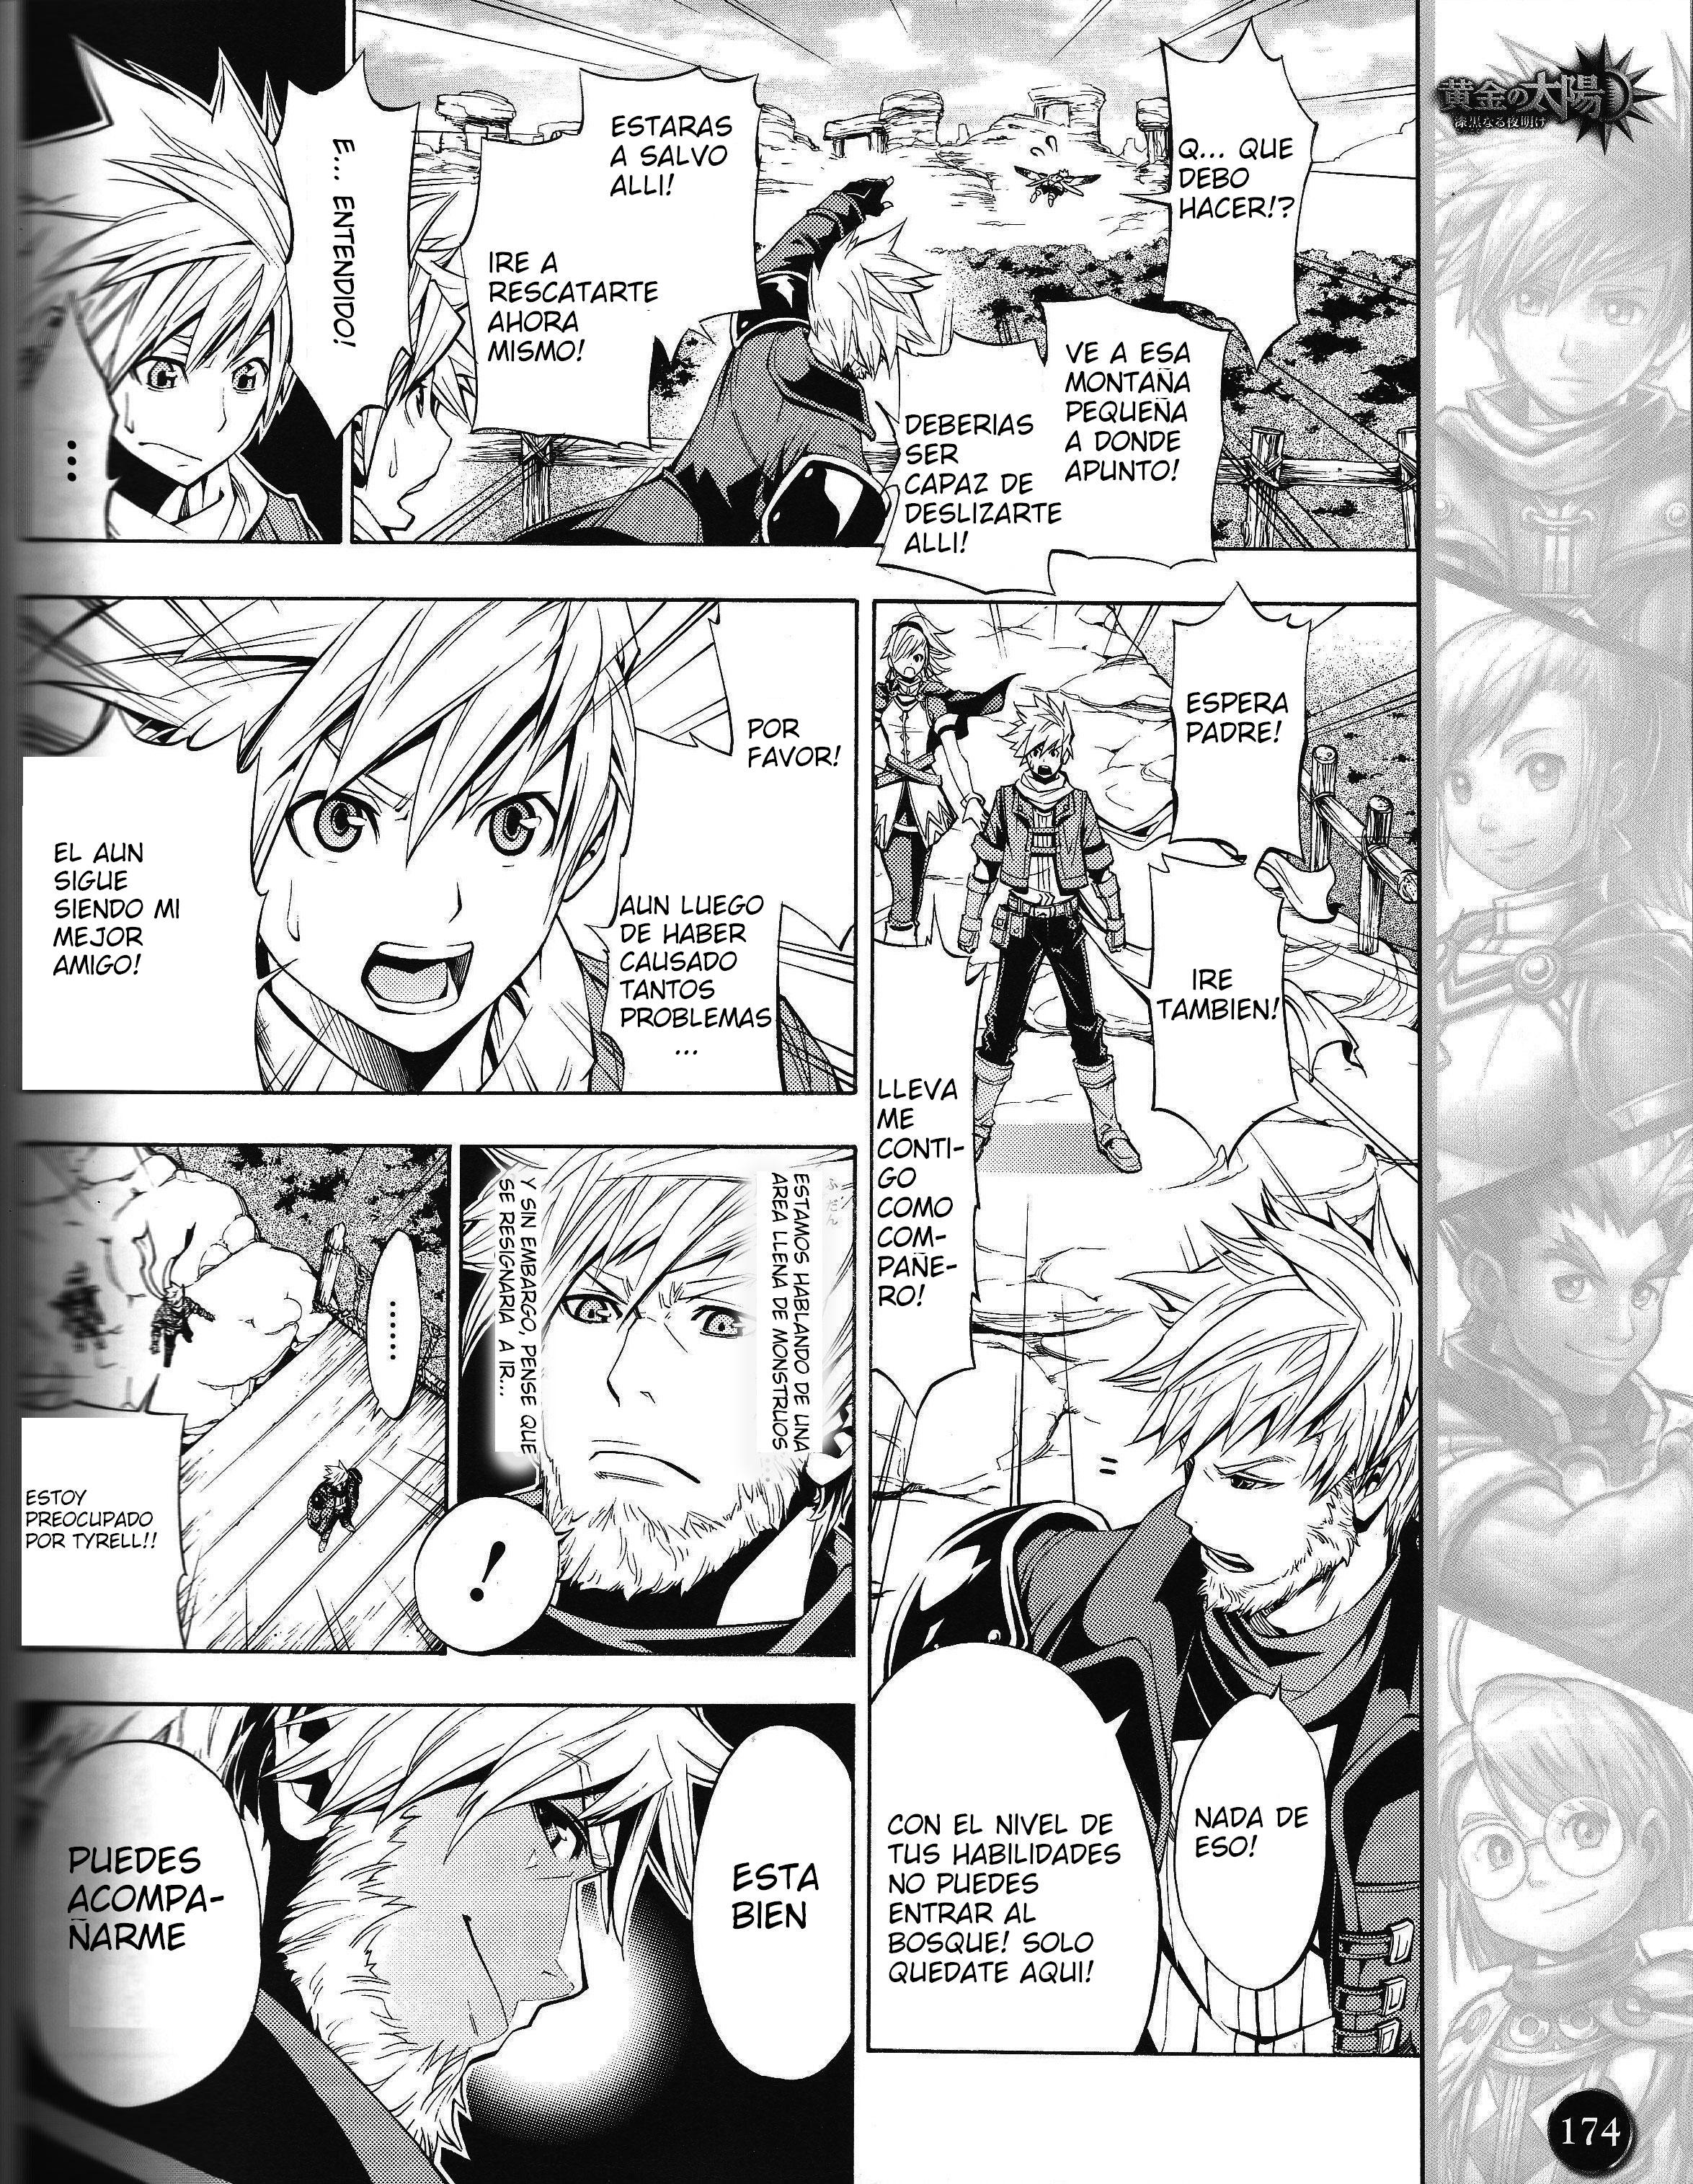 黄金の太陽
漆黒なる夜明け
Q... QUE
DEBO
HACER!?
VE A ESA
MONTAÑA
PEQUEÑA
A DONDE
APUNTO!
DEBERIAS
SER
CAPAZ DE
DESLIZARTE
ALLI!
ESTARAS
A SALVO
ALLI!
IRE A
RESCATARTE
AHORA
MISMO!
E... ENTENDIDO!
...
ESPERA
PADRE!
IRE
TAMBIEN!
LLEVA
ME
CONTI-
GO
COMO
COM-
PAÑE-
RO!
NADA DE
ESO!
CON EL NIVEL DE
TUS HABILIDADES
NO PUEDES
ENTRAR AL
BOSQUE! SOLO
QUEDATE AQUI!
POR
FAVOR!
AUN LUEGO
DE HABER
CAUSADO
TANTOS
PROBLEMAS
...
EL AUN
SIGUE
SIENDO MI
MEJOR
AMIGO!
ESTAMOS HABLANDO DE UNA
AREA LLENA DE MONSTRUOS
Y SIN EMBARGO, PENSE QUE
SE RESIGNARIA A IR...
!
......
ESTOY
PREOCUPADO
POR TYRELL!!
ESTA
BIEN
PUEDES
ACOMPA-
ÑARME
174